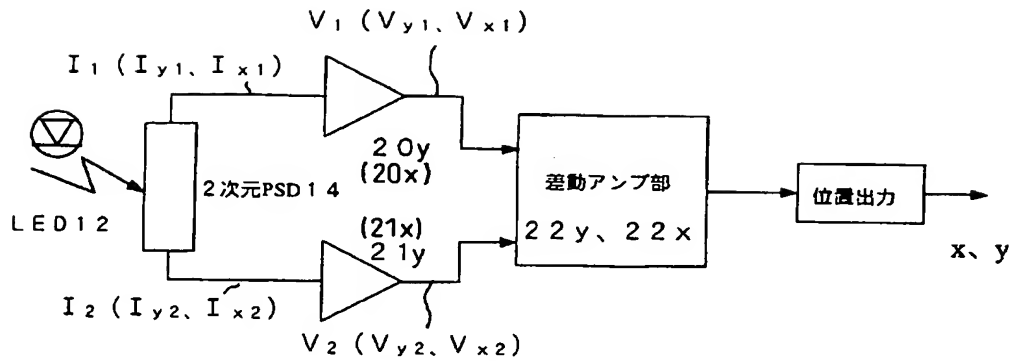 V1 (Vy1、Vx1)
I1 (Iy1、Ix1)
20y
(20x)
2次元PSD14
LED12
差動アンプ部
22y、22x
位置出力
x、y
(21x)
21y
I2 (Iy2、Ix2)
V2 (Vy2、Vx2)